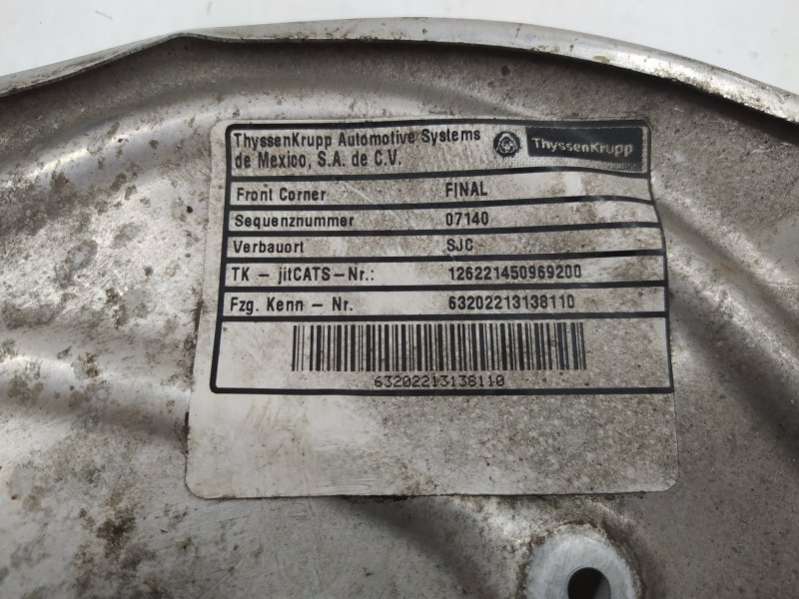 ThyssenKrupp Automotive Systems
de Mexico, S.A. de C.V.
ThyssenKrupp
Front Corner FINAL
Sequenznummer 07140
Verbauort SJC
TK - jitCATS-Nr.: 126221450969200
Fzg. Kenn - Nr. 63202213138110
63202213138110